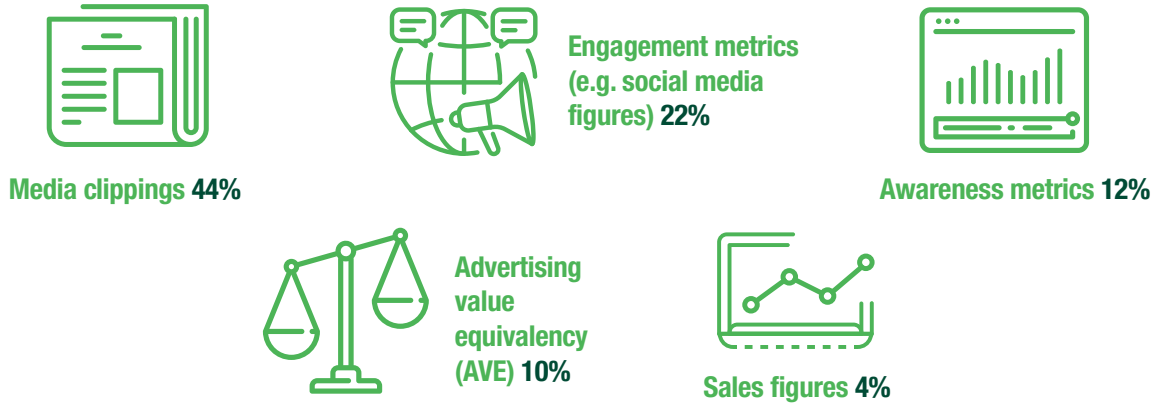 Engagement metrics
(e.g. social media
figures) 22%
Media clippings 44%
Awareness metrics 12%
Advertising
value
equivalency
(AVE) 10%
Sales figures 4%